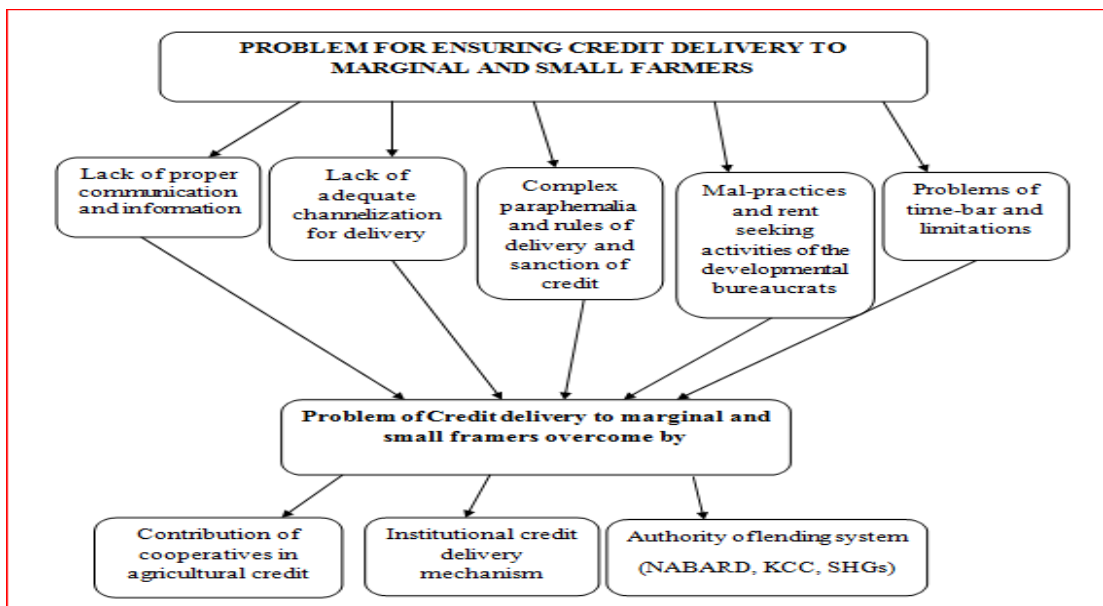 PROBLEM FOR ENSURING CREDIT DELIVERY TO
MARGINAL AND SMALL FARMERS
Lack of proper
communication
and information
Lack of
adequate
channelization
for delivery
Complex
paraphemalia
and rules of
delivery and
sanction of
credit
Mal-practices
and rent
seeking
activities of the
developmental
bureaucrats
Problems of
time-bar and
limitations
Problem of Credit delivery to marginal and
small framers overcome by
Contribution of
cooperatives in
agricultural credit
Institutional credit
delivery
mechanism
Authority of lending system
(NABARD, KCC, SHGs)